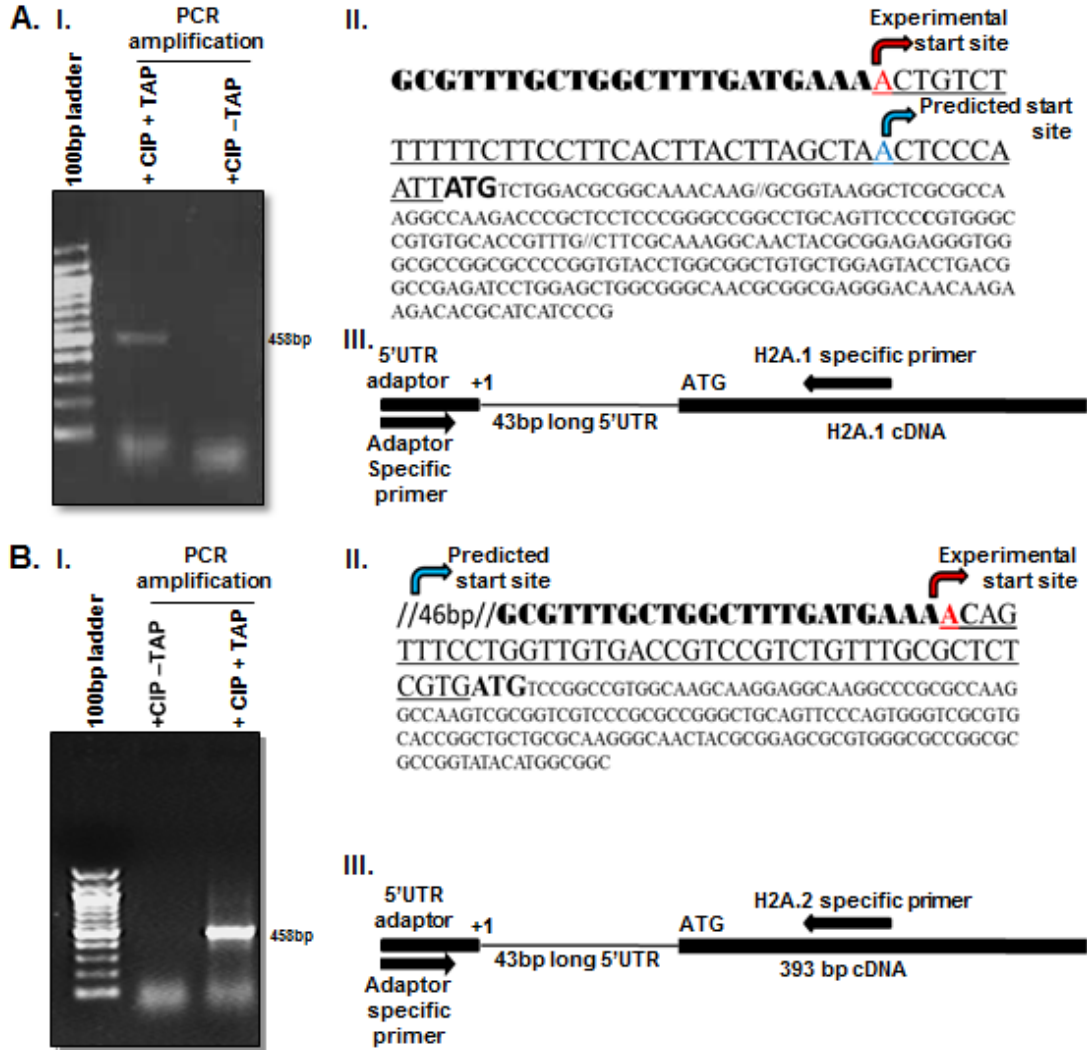 A. I.
PCR
amplification
100bp ladder
+ CIP + TAP
+CIP –TAP
458bp
II.
Experimental
start site
GCGTTTGCTGGCTTTGATGAAAACTGTCT
Predicted start
site
TTTTTCTTCCTTCACTTACTTAGCTAACTCCCA
ATTATGTCTGGACGCGGCAAACAAG//GCGGTAAGGCTCGCGCCA
AGGCCAAGACCCGCTCCTCCCGGGCCGGCCTGCAGTTCCCCGTGGGC
CGTGTGCACCGTTTG//CTTCGCAAAGGCAACTACGCGGAGAGGGTGG
GCGCCGGCGCCCCGGTGTACCTGGCGGCTGTGCTGGAGTACCTGACG
GCCGAGATCCTGGAGCTGGCGGGCAACGCGGCGAGGGACAACAAGA
AGACACGCATCATCCCG
III.
5'UTR
adaptor
+1
H2A.1 specific primer
ATG
43bp long 5'UTR
H2A.1 cDNA
Adaptor
Specific
primer
B. I.
PCR
amplification
100bp ladder
+CIP –TAP
+ CIP + TAP
458bp
II.
Predicted
start site
Experimental
start site
//46bp//GCGTTTGCTGGCTTTGATGAAAACAG
TTTCCTGGTTGTGACCGTCCGTCTGTTTGCGCTCT
CGTGATGTCCGGCCGTGGCAAGCAAGGAGGCAAGGCCCGCGCCAAG
GCCAAGTCGCGGTCGTCCCGCGCCGGGCTGCAGTTCCCAGTGGGTCGCGTG
CACCGGCTGCTGCGCAAGGGCAACTACGCGGAGCGCGTGGGCGCCGGCGC
GCCGGTATACATGGCGGC
III.
5'UTR
adaptor
+1
H2A.2 specific primer
ATG
43bp long 5'UTR
393 bp cDNA
Adaptor
specific
primer